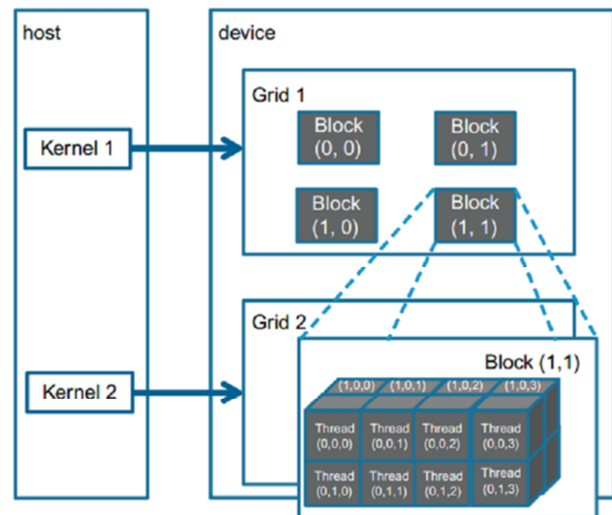 host
device
Grid 1
Kernel 1
Block
(0, 0)
Block
(0, 1)
Block
(1, 0)
Block
(1, 1)
Grid 2
Kernel 2
Block (1,1)
(1,0,0)
(1,0,1)
(1,0,2)
(1,0,3)
Thread
(0,0,0)
Thread
(0,0,1)
Thread
(0,0,2)
Thread
(0,0,3)
Thread
(0,1,0)
Thread
(0,1,1)
Thread
(0,1,2)
Thread
(0,1,3)